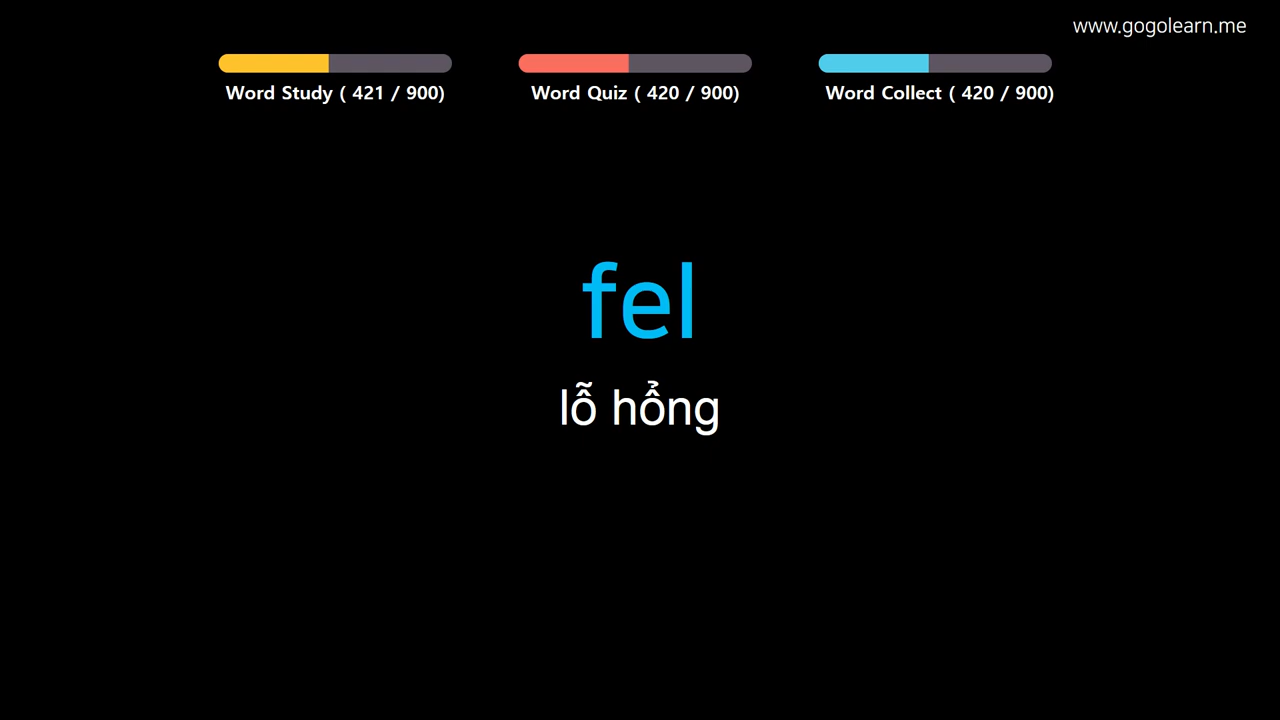 www.gogolearn.me
Word Study ( 421 / 900)
Word Quiz ( 420 / 900)
Word Collect ( 420 / 900)
fel
lỗ hổng